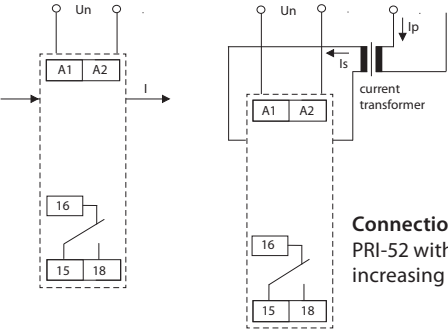 Un
A1 A2
I
16
15 18
Un
Ip
Is
current
transformer
A1 A2
16
15 18
Connectio
PRI-52 with
increasing